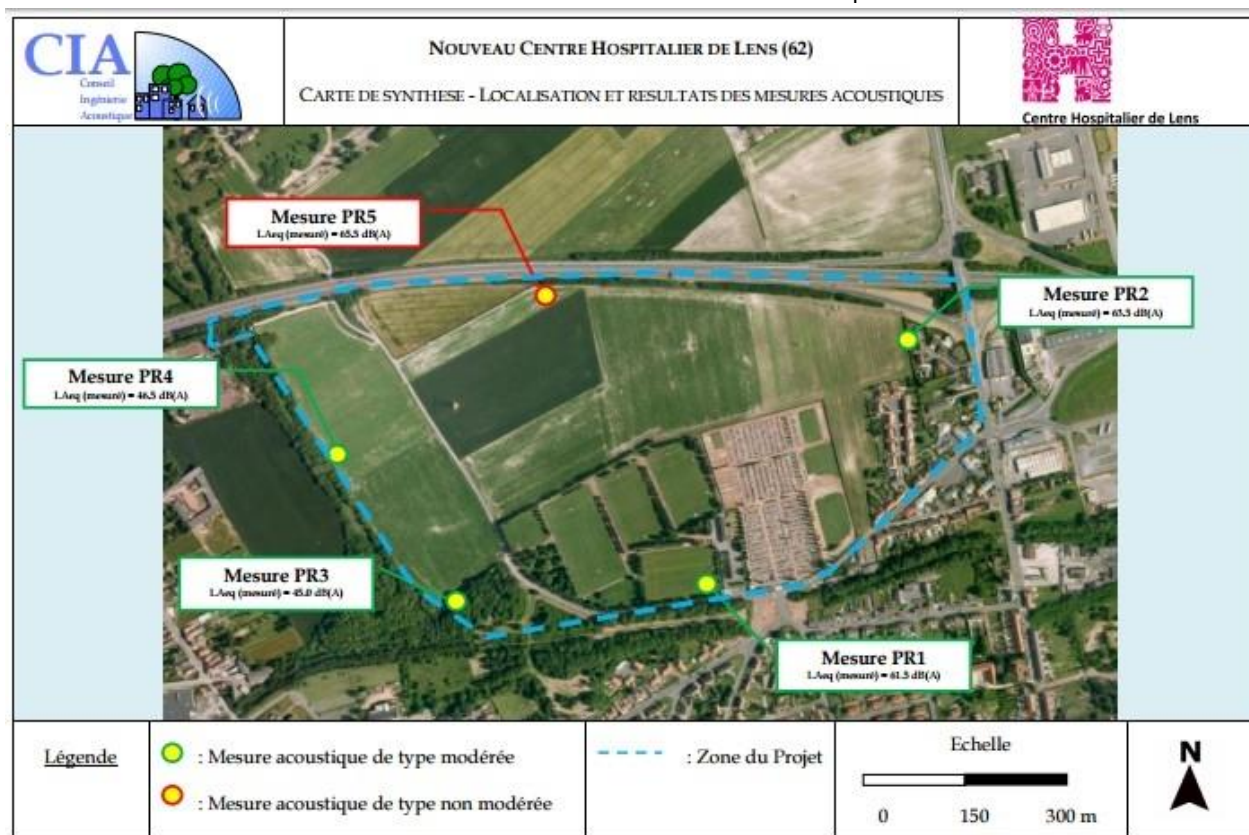 CIA
Conseil
Ingénierie
Acoustique
NOUVEAU CENTRE HOSPITALIER DE LENS (62)
CARTE DE SYNTHESE - LOCALISATION ET RESULTATS DES MESURES ACOUSTIQUES
Centre Hospitalier de Lens
Mesure PR5
LAeq (mesuré) = 65.5 dB(A)
Mesure PR2
LAeq (mesuré) = 63.5 dB(A)
Mesure PR4
LAeq (mesuré) = 46.5 dB(A)
Mesure PR3
LAeq (mesuré) = 45.0 dB(A)
Mesure PR1
LAeq (mesuré) = 61.5 dB(A)
Légende
: Mesure acoustique de type modérée
: Mesure acoustique de type non modérée
: Zone du Projet
Echelle
0 150 300 m
N